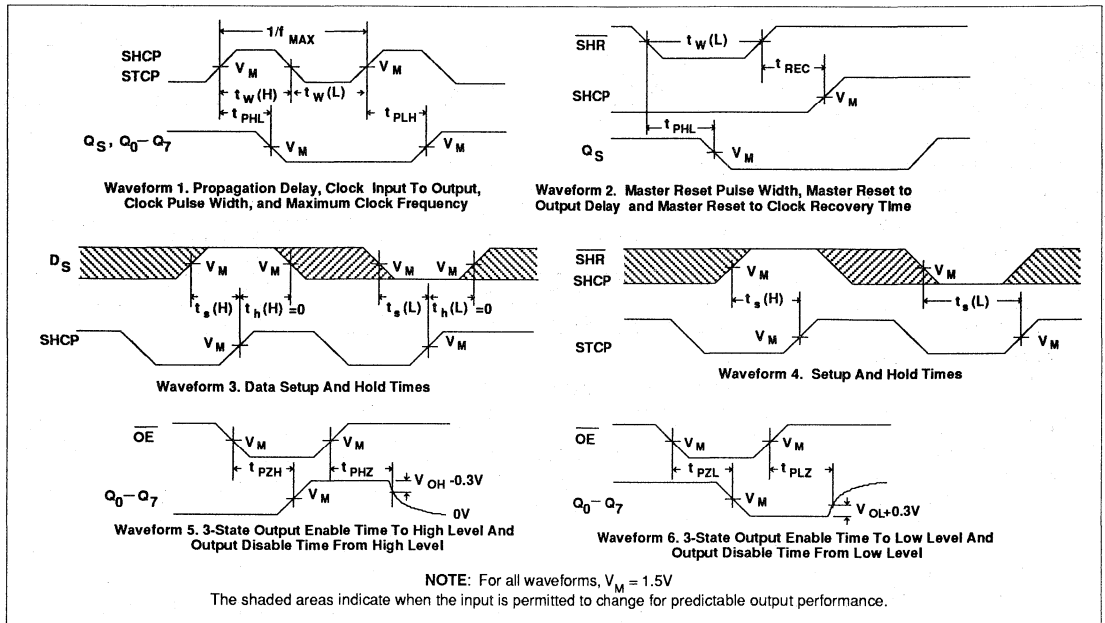 1/f MAX
SHCP
STCP
V M
V M
t W (H)
t W (L)
t PHL
t PLH
Q S , Q0– Q7
V M
V M
Waveform 1. Propagation Delay, Clock Input To Output,
Clock Pulse Width, and Maximum Clock Frequency
SHR
t W (L)
t REC
SHCP
V M
t PHL
Q S
V M
Waveform 2. Master Reset Pulse Width, Master Reset to
Output Delay and Master Reset to Clock Recovery Time
D S
V M
V M
V M
V M
t s (H)
t h (H) =0
t s (L)
t h (L) =0
SHCP
V M
V M
Waveform 3. Data Setup And Hold Times
SHR
SHCP
V M
V M
t s (H)
t s (L)
STCP
V M
V M
Waveform 4. Setup And Hold Times
OE
V M
V M
t PZH
t PHZ
V OH -0.3V
Q0– Q7
V M
0V
Waveform 5. 3-State Output Enable Time To High Level And
Output Disable Time From High Level
OE
V M
V M
t PZL
t PLZ
Q0– Q7
V M
V OL+0.3V
Waveform 6. 3-State Output Enable Time To Low Level And
Output Disable Time From Low Level
NOTE: For all waveforms, V M = 1.5V
The shaded areas indicate when the input is permitted to change for predictable output performance.